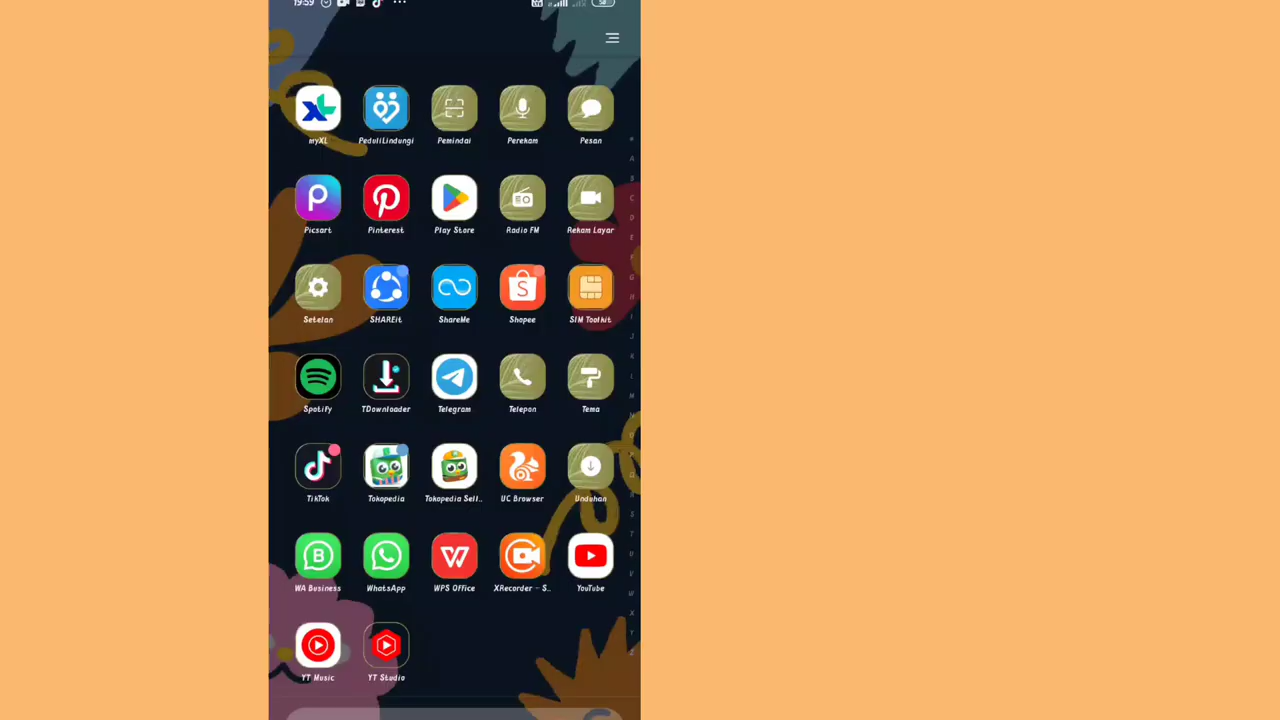 19:59
myXL PeduliLindungi Pemindai Perekam Pesan
Picsart Pinterest Play Store Radio FM Rekam Layar
Setelan SHAREit ShareMe Shopee SIM Toolkit
Spotify TDownloader Telegram Telepon Tema
TikTok Tokopedia Tokopedia Sell.. UC Browser Unduhan
WA Business WhatsApp WPS Office XRecorder - S.. YouTube
YT Music YT Studio